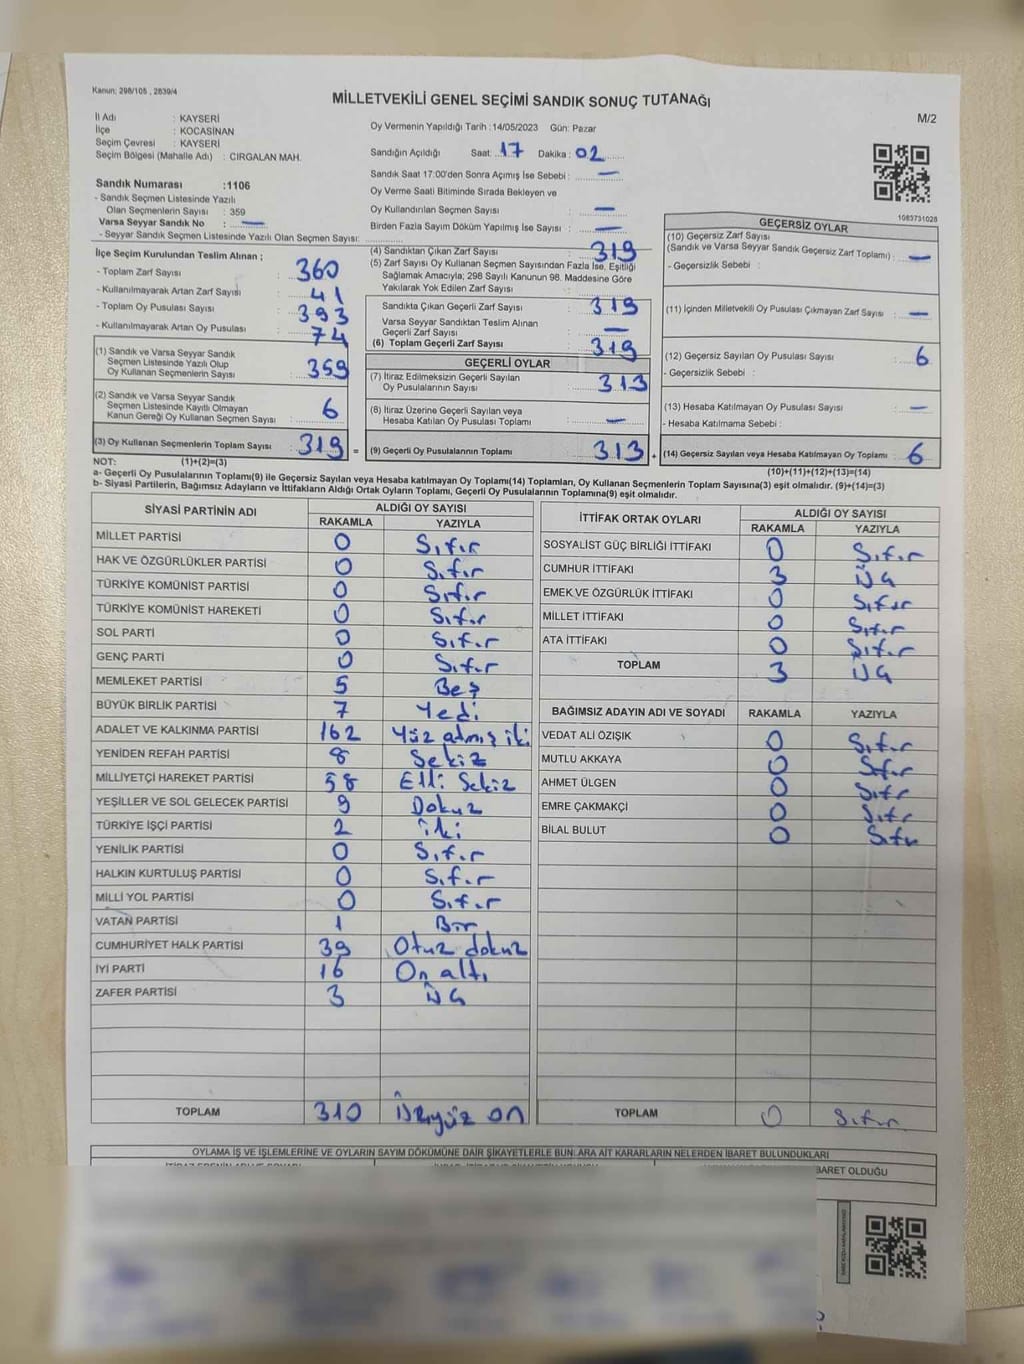 Kanun: 298/105 , 2839/4
MİLLETVEKİLİ GENEL SEÇİMİ SANDIK SONUÇ TUTANAĞI
M/2
İl Adı : KAYSERİ
İlçe : KOCASİNAN
Seçim Çevresi : KAYSERİ
Seçim Bölgesi (Mahalle Adı) : CIRGALAN MAH.
Sandık Numarası :1106
- Sandık Seçmen Listesinde Yazılı
Olan Seçmenlerin Sayısı : 359
Varsa Seyyar Sandık No : —
- Seyyar Sandık Seçmen Listesinde Yazılı Olan Seçmen Sayısı:
Oy Vermenin Yapıldığı Tarih :14/05/2023 Gün: Pazar
Sandığın Açıldığı Saat: 17 Dakika : 02
Sandık Saat 17:00'den Sonra Açımış İse Sebebi : —
Oy Verme Saati Bitiminde Sırada Bekleyen ve
Oy Kullandırılan Seçmen Sayısı : —
Birden Fazla Sayım Döküm Yapılmış İse Sayısı : —
1083731028
İlçe Seçim Kurulundan Teslim Alınan ;
- Toplam Zarf Sayısı : 360
- Kullanılmayarak Artan Zarf Sayısı : 41
- Toplam Oy Pusulası Sayısı : 393
- Kullanılmayarak Artan Oy Pusulası : 74
(1) Sandık ve Varsa Seyyar Sandık
Seçmen Listesinde Yazılı Olup
Oy Kullanan Seçmenlerin Sayısı : 359
(2) Sandık ve Varsa Seyyar Sandık
Seçmen Listesinde Kayıtlı Olmayan
Kanun Gereği Oy Kullanan Seçmen Sayısı : 6
(3) Oy Kullanan Seçmenlerin Toplam Sayısı : 319 =
(4) Sandıktan Çıkan Zarf Sayısı : 319
(5) Zarf Sayısı Oy Kullanan Seçmen Sayısından Fazla İse, Eşitliği
Sağlamak Amacıyla; 298 Sayılı Kanunun 98. Maddesine Göre
Yakılarak Yok Edilen Zarf Sayısı :
Sandıkta Çıkan Geçerli Zarf Sayısı : 319
Varsa Seyyar Sandıktan Teslim Alınan
Geçerli Zarf Sayısı : —
(6) Toplam Geçerli Zarf Sayısı : 319
GEÇERLİ OYLAR
(7) İtiraz Edilmeksizin Geçerli Sayılan
Oy Pusulalarının Sayısı : 313
(8) İtiraz Üzerine Geçerli Sayılan veya
Hesaba Katılan Oy Pusulası Toplamı : —
(9) Geçerli Oy Pusulalarının Toplamı : 313 +
GEÇERSİZ OYLAR
(10) Geçersiz Zarf Sayısı
(Sandık ve Varsa Seyyar Sandık Geçersiz Zarf Toplamı) : —
- Geçersizlik Sebebi :
(11) İçinden Milletvekili Oy Pusulası Çıkmayan Zarf Sayısı : —
(12) Geçersiz Sayılan Oy Pusulası Sayısı : 6
- Geçersizlik Sebebi :
(13) Hesaba Katılmayan Oy Pusulası Sayısı : —
- Hesaba Katılmama Sebebi :
(14) Geçersiz Sayılan veya Hesaba Katılmayan Oy Toplamı : 6
NOT: (1)+(2)=(3) (10)+(11)+(12)+(13)=(14)
a- Geçerli Oy Pusulalarının Toplamı(9) ile Geçersiz Sayılan veya Hesaba katılmayan Oy Toplamı(14) Toplamları, Oy Kullanan Seçmenlerin Toplam Sayısına(3) eşit olmalıdır. (9)+(14)=(3)
b- Siyasi Partilerin, Bağımsız Adayların ve İttifakların Aldığı Ortak Oyların Toplamı, Geçerli Oy Pusulalarının Toplamına(9) eşit olmalıdır.
SİYASİ PARTİNİN ADI ALDIĞI OY SAYISI
RAKAMLA YAZIYLA
MİLLET PARTİSİ 0 Sıfır
HAK VE ÖZGÜRLÜKLER PARTİSİ 0 Sıfır
TÜRKİYE KOMÜNİST PARTİSİ 0 Sıfır
TÜRKİYE KOMÜNİST HAREKETİ 0 Sıfır
SOL PARTİ 0 Sıfır
GENÇ PARTİ 0 Sıfır
MEMLEKET PARTİSİ 5 Beş
BÜYÜK BİRLİK PARTİSİ 7 Yedi
ADALET VE KALKINMA PARTİSİ 162 Yüz atmış iki
YENİDEN REFAH PARTİSİ 8 Sekiz
MİLLİYETÇİ HAREKET PARTİSİ 58 Elli Sekiz
YEŞİLLER VE SOL GELECEK PARTİSİ 9 Dokuz
TÜRKİYE İŞÇİ PARTİSİ 2 iki
YENİLİK PARTİSİ 0 Sıfır
HALKIN KURTULUŞ PARTİSİ 0 Sıfır
MİLLİ YOL PARTİSİ 0 Sıfır
VATAN PARTİSİ 1 Bir
CUMHURİYET HALK PARTİSİ 39 Otuz dokuz
İYİ PARTİ 16 On altı
ZAFER PARTİSİ 3 Üç
TOPLAM 310 Üçyüz on
İTTİFAK ORTAK OYLARI ALDIĞI OY SAYISI
RAKAMLA YAZIYLA
SOSYALİST GÜÇ BİRLİĞİ İTTİFAKI 0 Sıfır
CUMHUR İTTİFAKI 3 Üç
EMEK VE ÖZGÜRLÜK İTTİFAKI 0 Sıfır
MİLLET İTTİFAKI 0 Sıfır
ATA İTTİFAKI 0 Sıfır
TOPLAM 3 Üç
BAĞIMSIZ ADAYIN ADI VE SOYADI RAKAMLA YAZIYLA
VEDAT ALİ ÖZIŞIK 0 Sıfır
MUTLU AKKAYA 0 Sıfır
AHMET ÜLGEN 0 Sıfır
EMRE ÇAKMAKÇİ 0 Sıfır
BİLAL BULUT 0 Sıfır
TOPLAM 0 Sıfır
OYLAMA İŞ VE İŞLEMLERİNE VE OYLARIN SAYIM DÖKÜMÜNE DAİR ŞİKAYETLERLE BUNLARA AİT KARARLARIN NELERDEN İBARET BULUNDUKLARI
BARET OLDUĞU